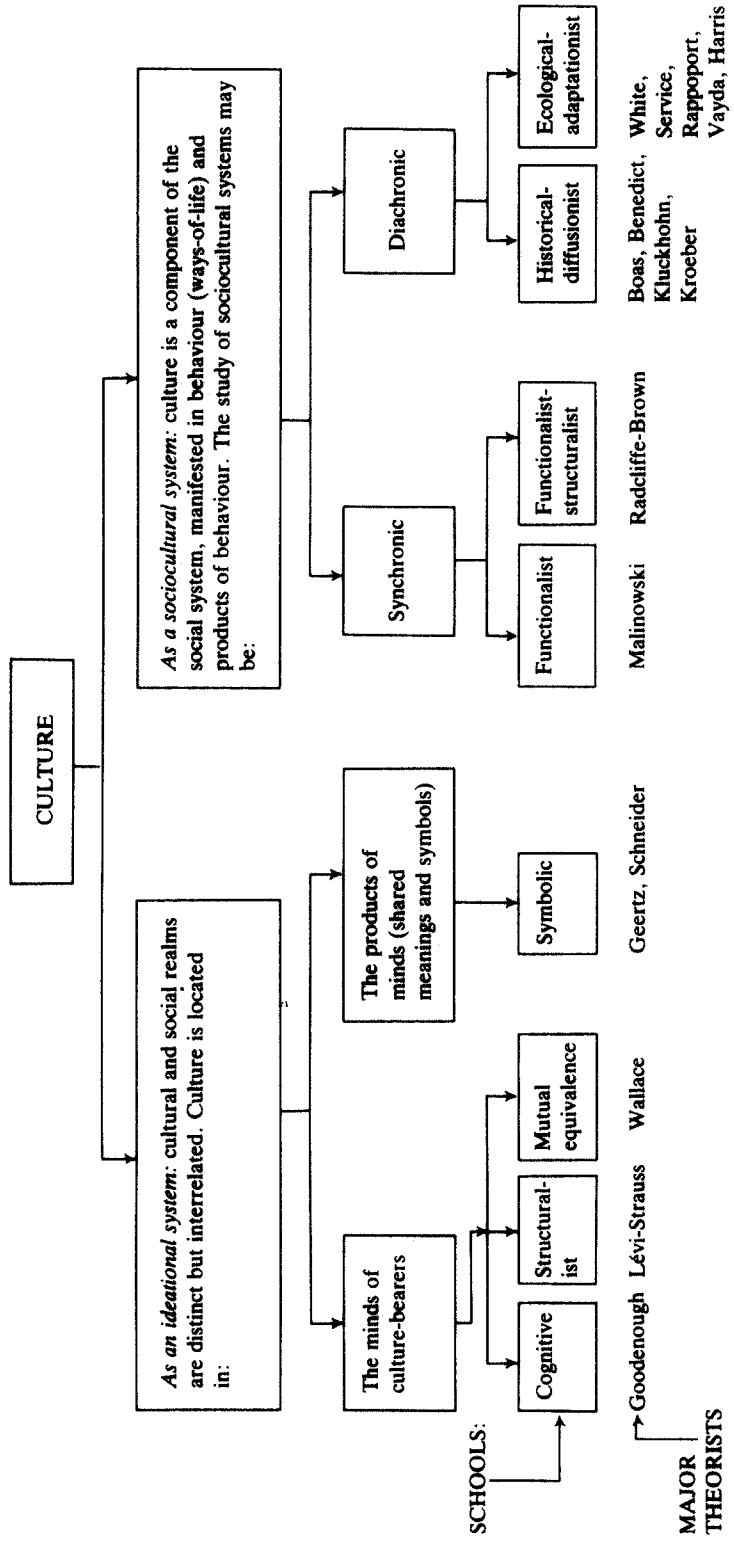 CULTURE
As an ideational system: cultural and social realms
are distinct but interrelated. Culture is located
in:
As a sociocultural system: culture is a component of the
social system, manifested in behaviour (ways-of-life) and
products of behaviour. The study of sociocultural systems may
be:
The minds of
culture-bearers
The products of
minds (shared
meanings and symbols)
Synchronic
Diachronic
SCHOOLS:
Cognitive
Structural-
ist
Mutual
equivalence
Symbolic
Functionalist
Functionalist-
structuralist
Historical-
diffusionist
Ecological-
adaptationist
MAJOR
THEORISTS
Goodenough
Lévi-Strauss
Wallace
Geertz, Schneider
Malinowski
Radcliffe-Brown
Boas, Benedict,
Kluckhohn,
Kroeber
White,
Service,
Rappoport,
Vayda, Harris